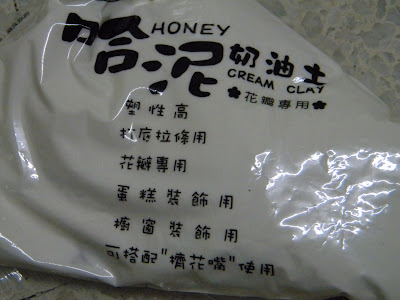 HONEY
哈泥奶油土
CREAM CLAY
花瓣專用
塑性高
打底拉條用
花瓣專用
蛋糕裝飾用
櫥窗裝飾用
可搭配"擠花嘴"使用